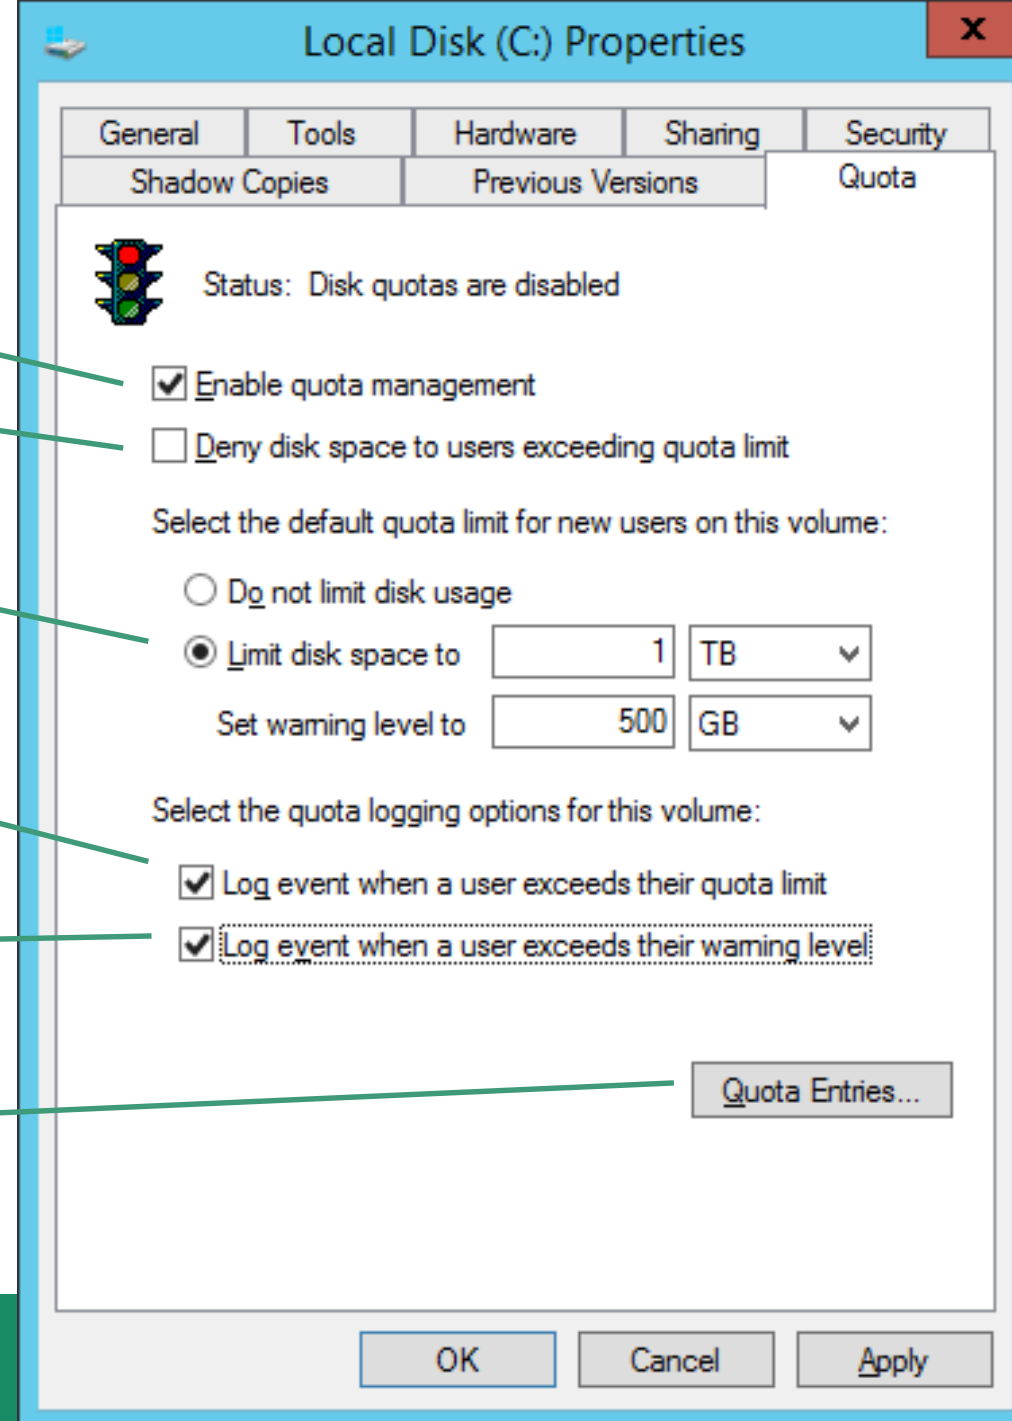 Local Disk (C:) Properties
x
General Tools Hardware Sharing Security
Shadow Copies Previous Versions Quota
Status: Disk quotas are disabled
Enable quota management
Deny disk space to users exceeding quota limit
Select the default quota limit for new users on this volume:
Do not limit disk usage
Limit disk space to 1 TB
Set warning level to 500 GB
Select the quota logging options for this volume:
Log event when a user exceeds their quota limit
Log event when a user exceeds their warning level
Quota Entries...
OK Cancel Apply